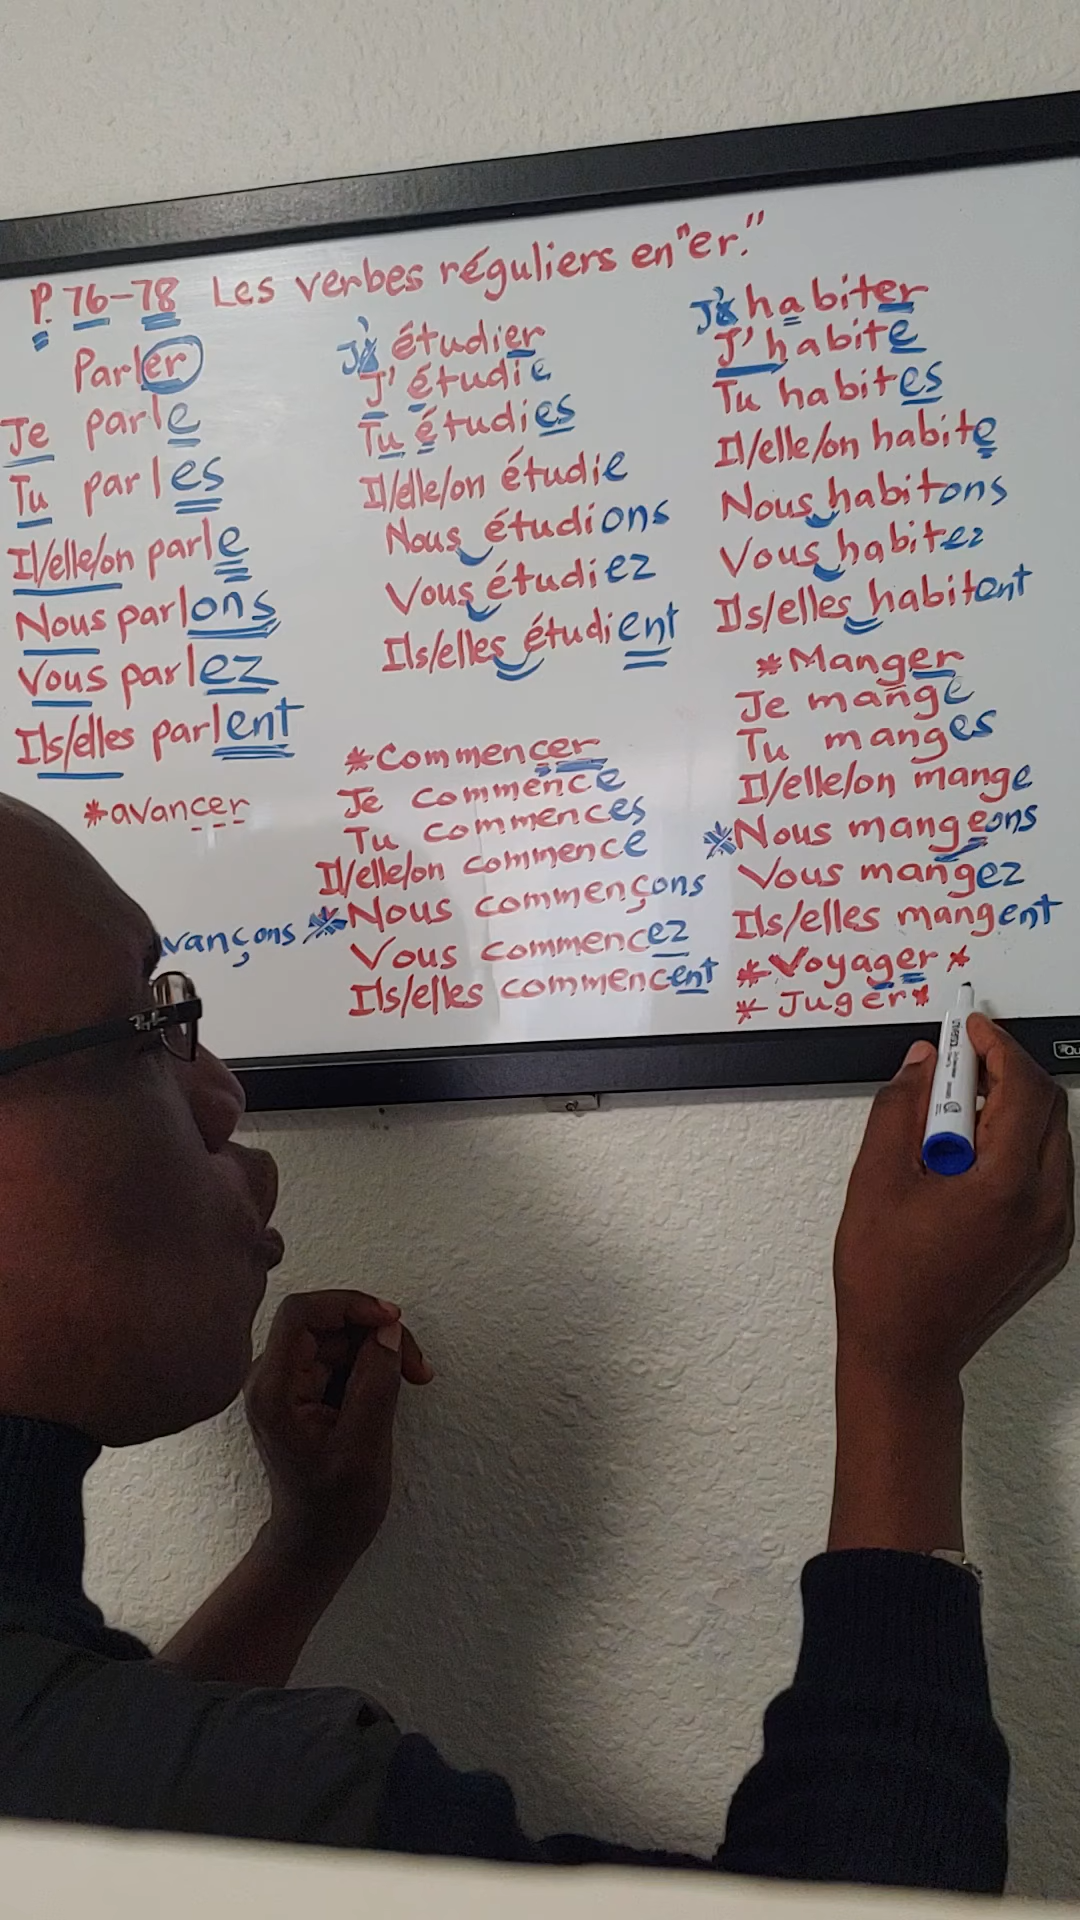 P. 76-78 Les verbes réguliers en "er."
Parler
Je parle
Tu parles
Il/elle/on parle
Nous parlons
Vous parlez
Ils/elles parlent
*avancer
vançons
étudier
J'étudie
Tu étudies
Il/elle/on étudie
Nous étudions
Vous étudiez
Ils/elles étudient
*Commencer
Je commence
Tu commences
Il/elle/on commence
*Nous commençons
Vous commencez
Ils/elles commencent
habiter
J'habite
Tu habites
Il/elle/on habite
Nous habitons
Vous habitez
Ils/elles habitent
*Manger
Je mange
Tu manges
Il/elle/on mange
*Nous mangeons
Vous mangez
Ils/elles mangent
*Voyager*
*Juger*